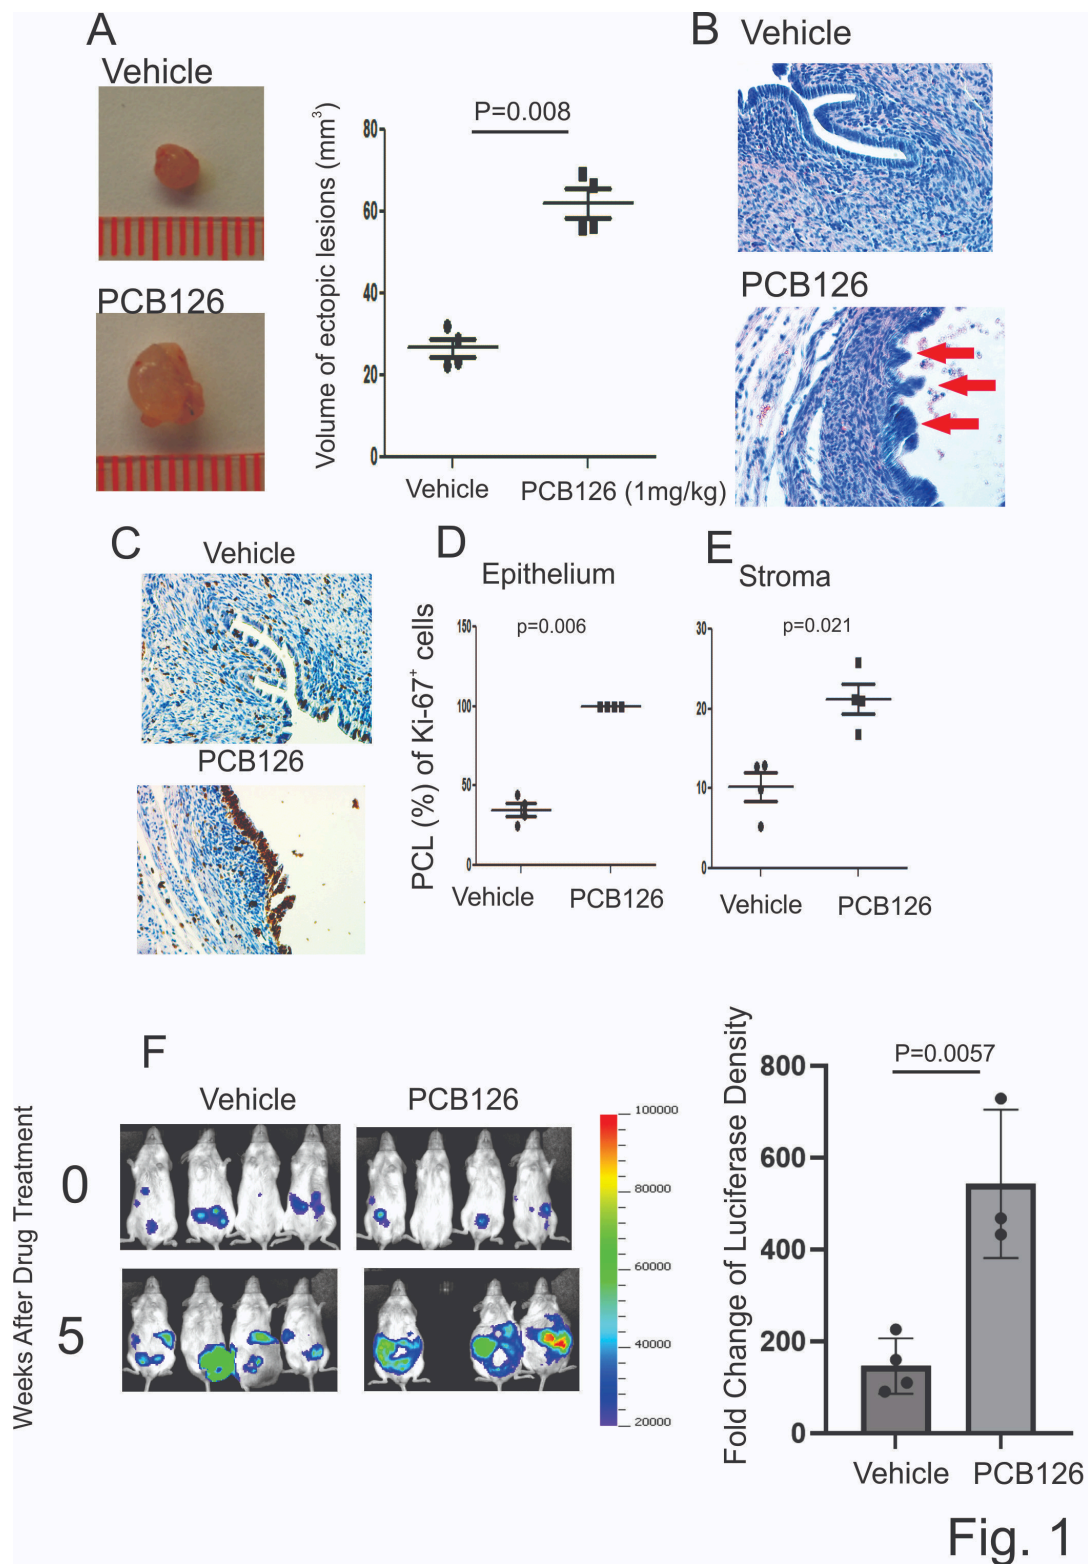 A
Vehicle
PCB126
Volume of ectopic lesions (mm³)
80
60
40
20
0
P=0.008
Vehicle
PCB126 (1mg/kg)
B
Vehicle
PCB126
C
Vehicle
PCB126
D
Epithelium
PCL (%) of Ki-67⁺ cells
150
100
50
0
p=0.006
Vehicle
PCB126
E
Stroma
30
20
10
0
p=0.021
Vehicle
PCB126
F
Vehicle
PCB126
Weeks After Drug Treatment
0
5
100000
80000
60000
40000
20000
Fold Change of Luciferase Density
800
600
400
200
0
P=0.0057
Vehicle
PCB126
Fig. 1